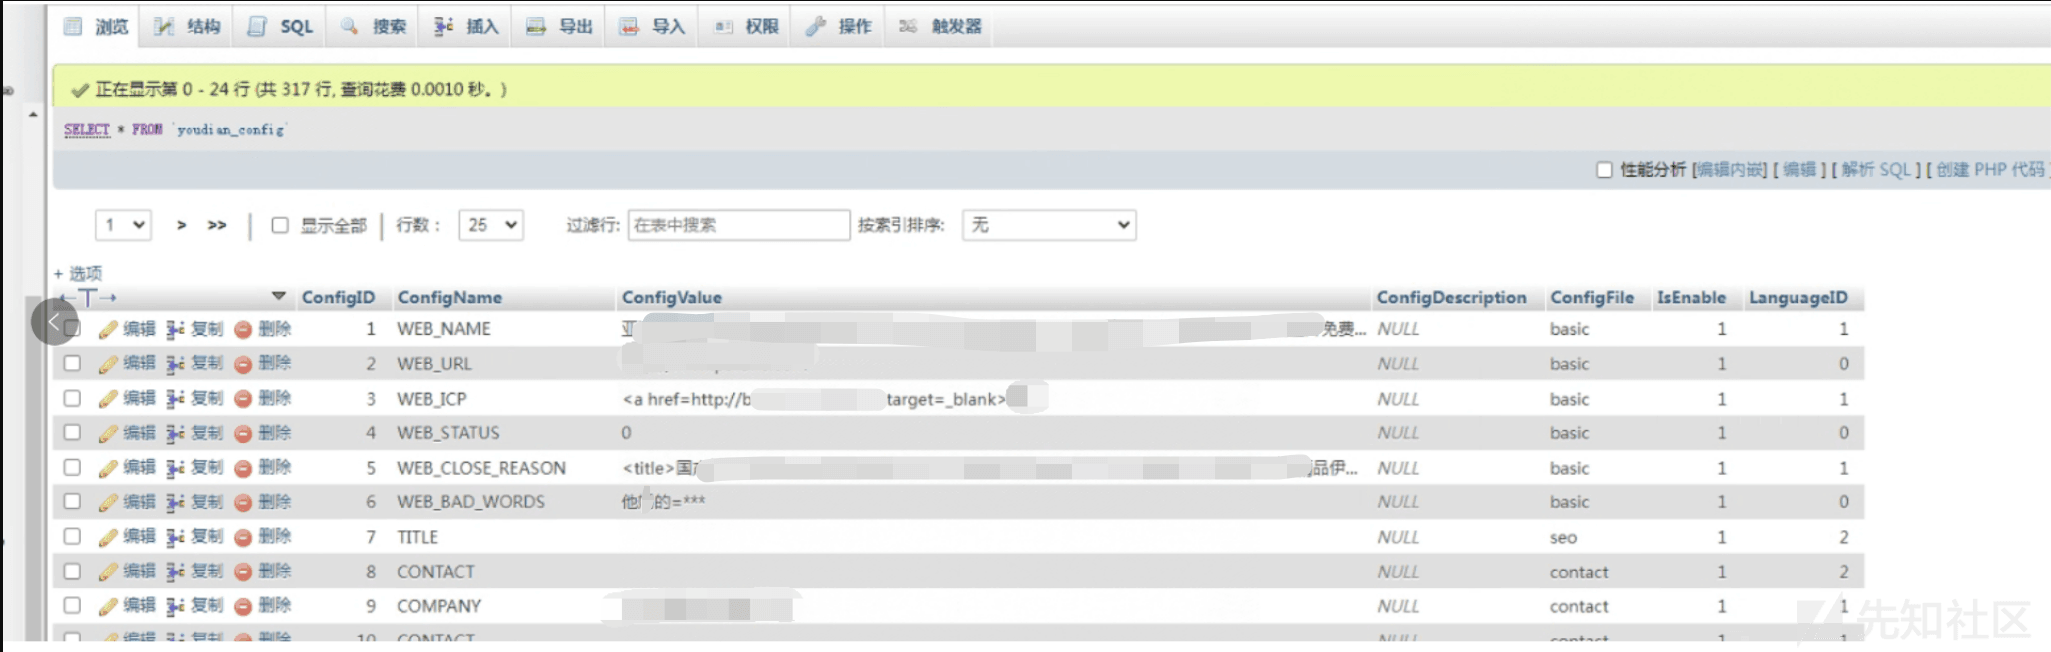 浏览 结构 SQL 搜索 插入 导出 导入 权限 操作 触发器
正在显示第 0 - 24 行 (共 317 行, 查询花费 0.0010 秒。)
SELECT * FROM `youdian_config`
性能分析 [编辑内嵌] [ 编辑 ] [ 解析 SQL ] [ 创建 PHP 代码 ]
1 > >> | 显示全部 | 行数： 25 过滤行: 在表中搜索 按索引排序: 无
+ 选项
←T→ ConfigID ConfigName ConfigValue ConfigDescription ConfigFile IsEnable LanguageID
编辑 复制 删除 1 WEB_NAME 亚 免费... NULL basic 1 1
编辑 复制 删除 2 WEB_URL NULL basic 1 0
编辑 复制 删除 3 WEB_ICP <a href=http://b target=_blank> NULL basic 1 1
编辑 复制 删除 4 WEB_STATUS 0 NULL basic 1 0
编辑 复制 删除 5 WEB_CLOSE_REASON <title>国 品伊... NULL basic 1 1
编辑 复制 删除 6 WEB_BAD_WORDS 他 的=*** NULL basic 1 0
编辑 复制 删除 7 TITLE NULL seo 1 2
编辑 复制 删除 8 CONTACT NULL contact 1 2
编辑 复制 删除 9 COMPANY NULL contact 1 1
编辑 复制 删除 10 CONTACT NULL contact 1 1
先知社区